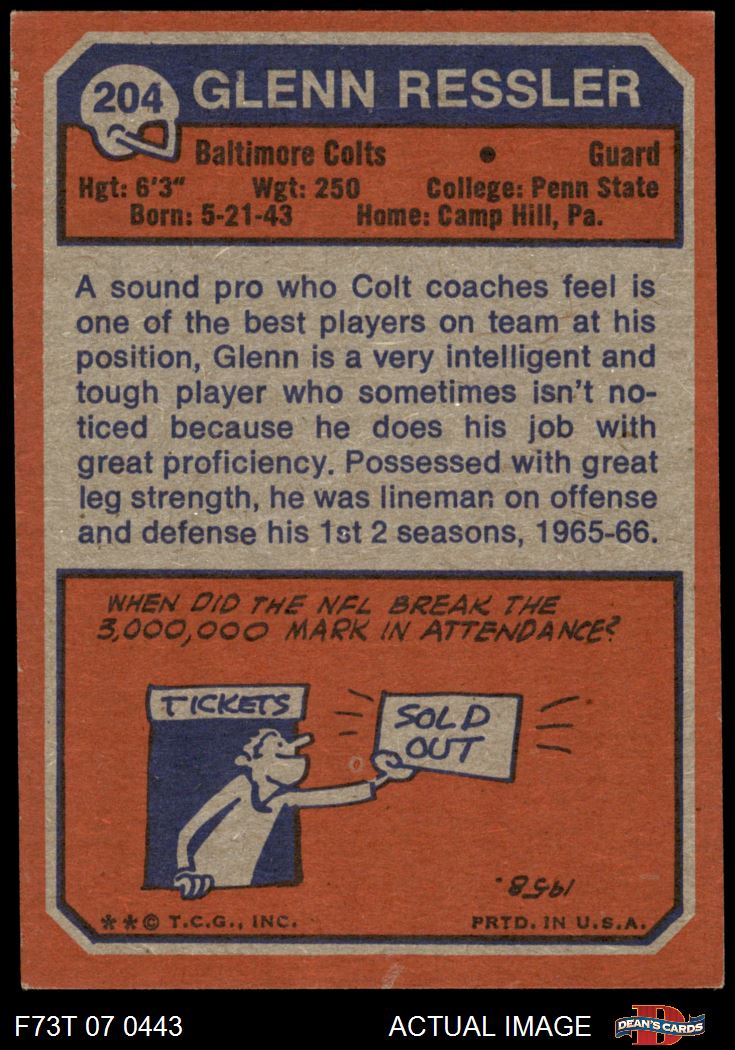 204 GLENN RESSLER
Baltimore Colts • Guard
Hgt: 6'3" Wgt: 250 College: Penn State
Born: 5-21-43 Home: Camp Hill, Pa.
A sound pro who Colt coaches feel is
one of the best players on team at his
position, Glenn is a very intelligent and
tough player who sometimes isn't no-
ticed because he does his job with
great proficiency. Possessed with great
leg strength, he was lineman on offense
and defense his 1st 2 seasons, 1965-66.
WHEN DID THE NFL BREAK THE
3,000,000 MARK IN ATTENDANCE?
TICKETS
SOLD
OUT
1958.
**© T.C.G., INC. PRTD. IN U.S.A.
F73T 07 0443 ACTUAL IMAGE D DEAN'S CARDS